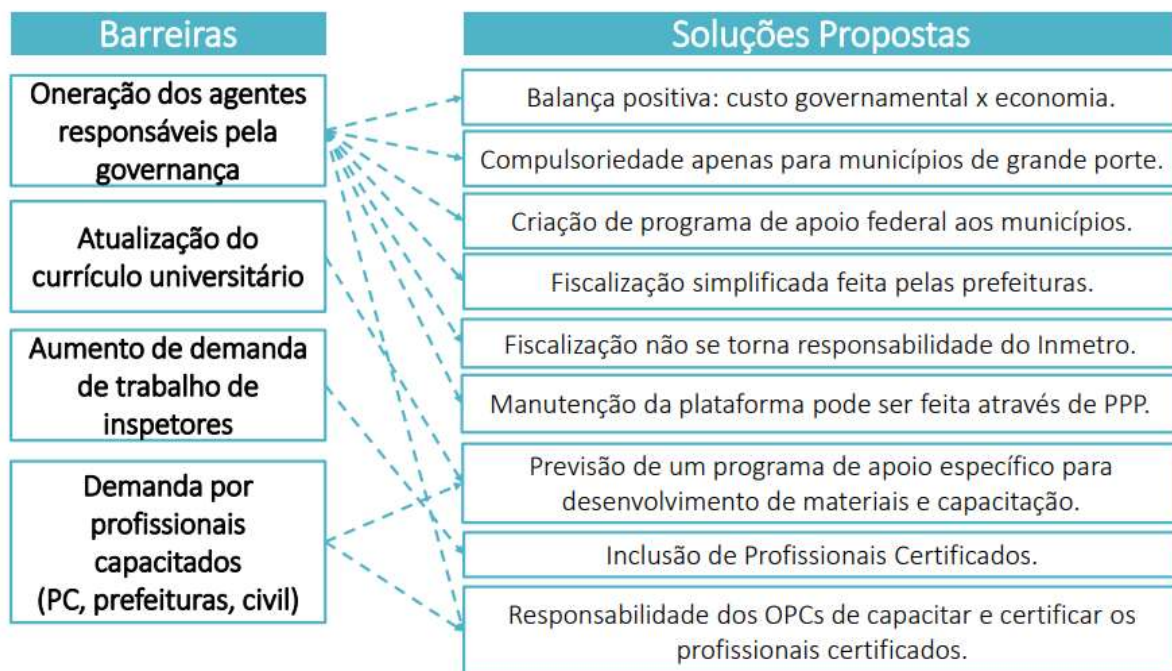 Barreiras
Oneração dos agentes
responsáveis pela
governança
Atualização do
currículo universitário
Aumento de demanda
de trabalho de
inspetores
Demanda por
profissionais
capacitados
(PC, prefeituras, civil)
Soluções Propostas
Balança positiva: custo governamental x economia.
Compulsoriedade apenas para municípios de grande porte.
Criação de programa de apoio federal aos municípios.
Fiscalização simplificada feita pelas prefeituras.
Fiscalização não se torna responsabilidade do Inmetro.
Manutenção da plataforma pode ser feita através de PPP.
Previsão de um programa de apoio específico para
desenvolvimento de materiais e capacitação.
Inclusão de Profissionais Certificados.
Responsabilidade dos OPCs de capacitar e certificar os
profissionais certificados.